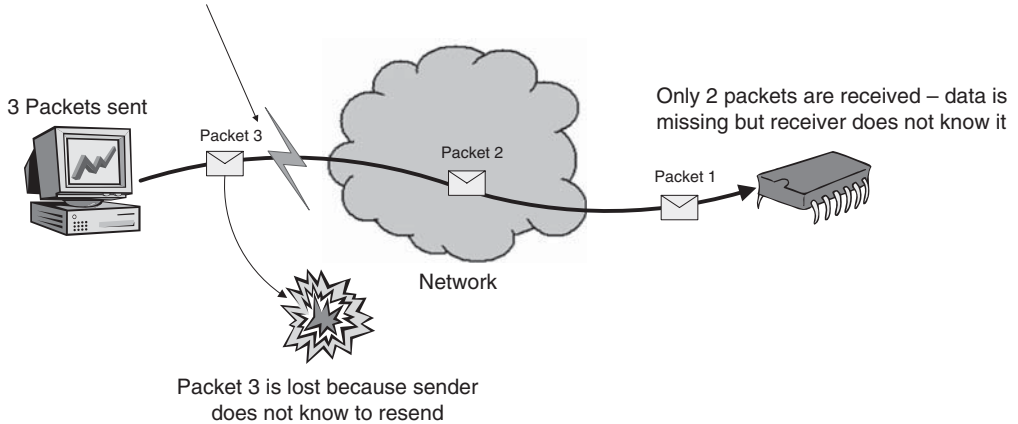 3 Packets sent
Packet 3
Packet 2
Packet 1
Only 2 packets are received – data is
missing but receiver does not know it
Network
Packet 3 is lost because sender
does not know to resend